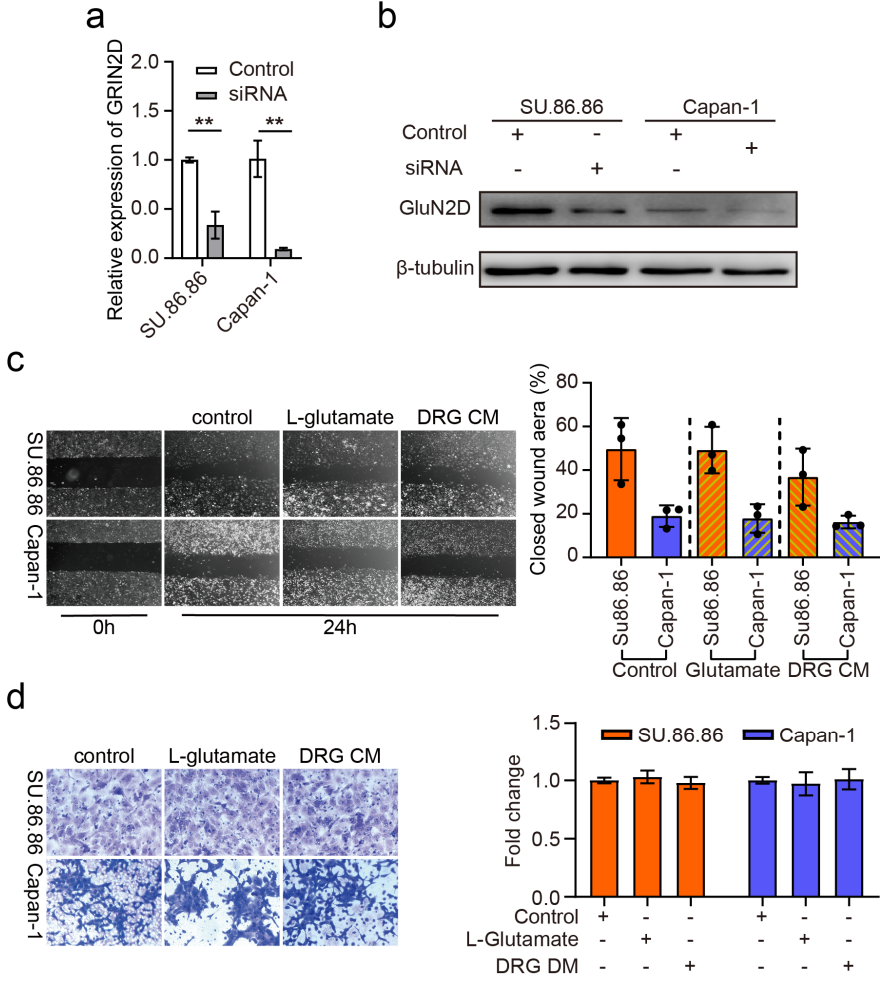 a
Relative expression of GRIN2D
2.0
1.5
1.0
0.0
0.0
Control
siRNA
**
**
SU.86.86
Capan-1
b
SU.86.86
Capan-1
Control
+
-
+
+
siRNA
-
+
-
GluN2D
β-tubulin
c
control
L-glutamate
DRG CM
SU.86.86
Capan-1
0h
24h
Closed wound aera (%)
80
60
40
20
0
Su86.86
Capan-1
Su86.86
Capan-1
Su86.86
Capan-1
Control
Glutamate
DRG CM
d
control
L-glutamate
DRG CM
SU.86.86
Capan-1
Fold change
1.5
1.0
0.5
0.0
SU.86.86
Capan-1
Control + - - + - -
L-Glutamate - + - - + -
DRG DM - - + - - +